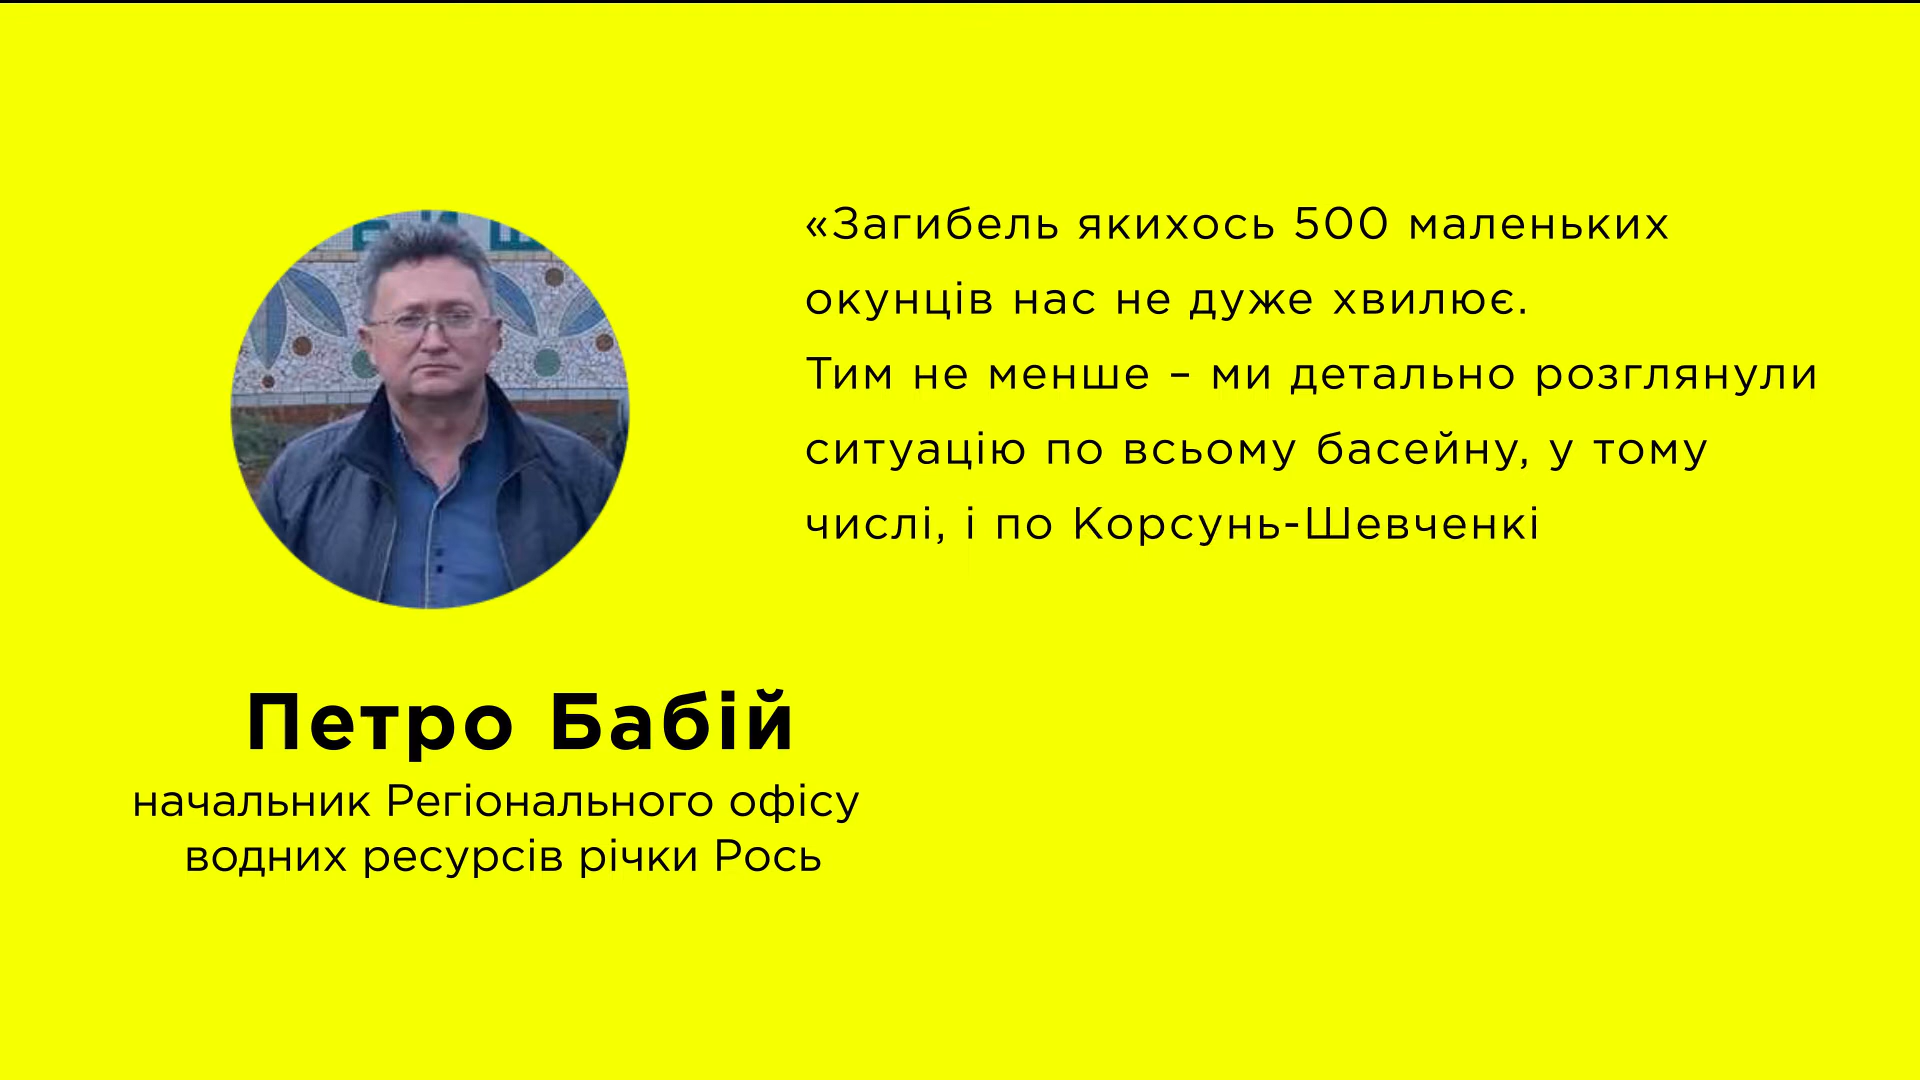 «Загибель якихось 500 маленьких
окунців нас не дуже хвилює.
Тим не менше – ми детально розглянули
ситуацію по всьому басейну, у тому
числі, і по Корсунь-Шевченкі
Петро Бабій
начальник Регіонального офісу
водних ресурсів річки Рось